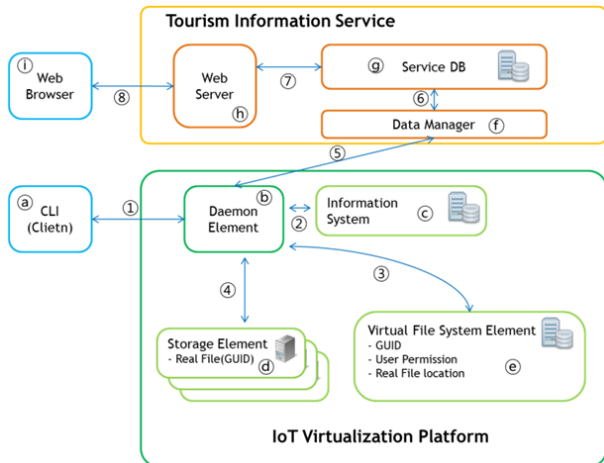 Tourism Information Service
ⓘ
Web
Browser
⑧
Web
Server
ⓗ
⑦
ⓖ Service DB
⑥
Data Manager ⓕ
⑤
ⓐ
CLI
(Clietn)
①
ⓑ
Daemon
Element
②
Information
System
ⓒ
③
④
Storage Element
- Real File(GUID)
ⓓ
Virtual File System Element
- GUID
- User Permission
- Real File location
ⓔ
IoT Virtualization Platform